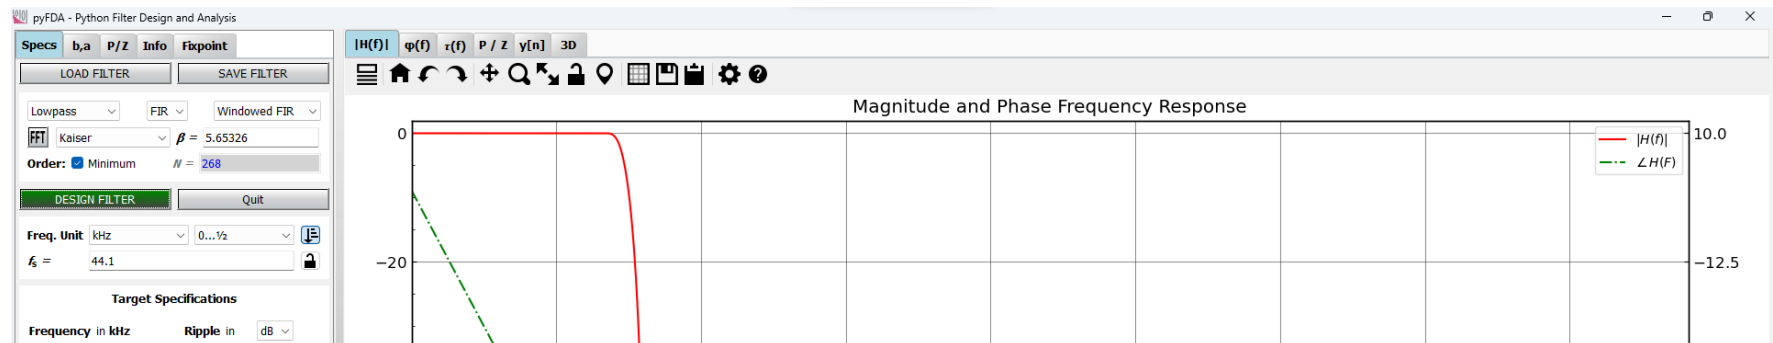 pyFDA - Python Filter Design and Analysis
Specs b,a P/Z Info Fixpoint
LOAD FILTER SAVE FILTER
Lowpass FIR Windowed FIR
FFT Kaiser β = 5.65326
Order: Minimum N = 268
DESIGN FILTER Quit
Freq. Unit kHz 0...½
fs = 44.1
Target Specifications
Frequency in kHz Ripple in dB
|H(f)| φ(f) τ(f) P / Z y[n] 3D
Magnitude and Phase Frequency Response
0
−20
|H(f)|
∠H(F)
10.0
−12.5